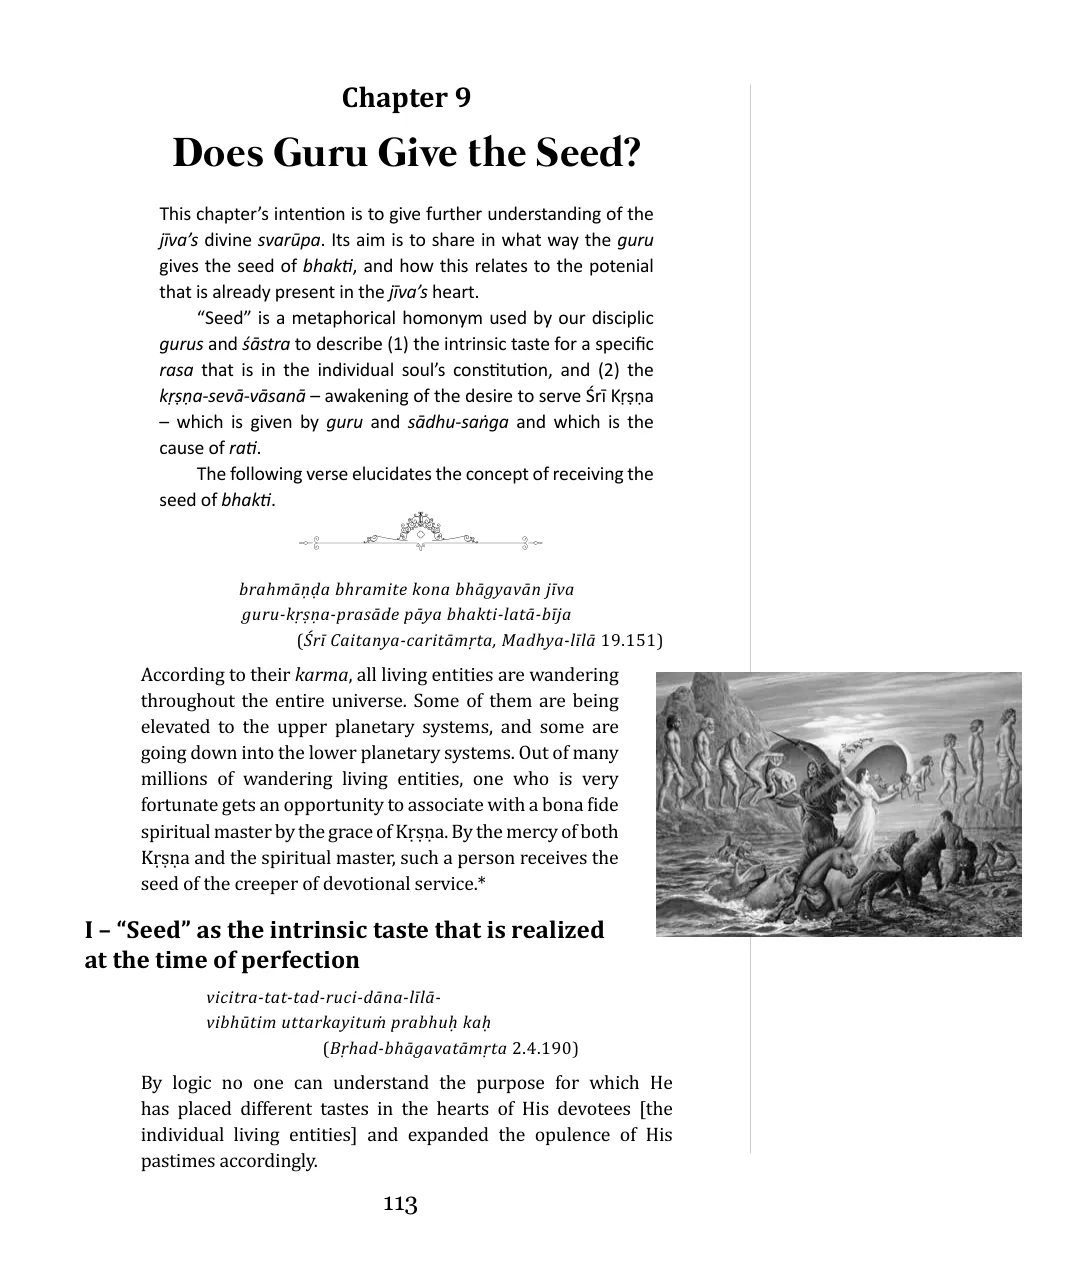 Chapter 9
Does Guru Give the Seed?
This chapter’s intention is to give further understanding of the
jīva’s divine svarūpa. Its aim is to share in what way the guru
gives the seed of bhakti, and how this relates to the potenial
that is already present in the jīva’s heart.
“Seed” is a metaphorical homonym used by our disciplic
gurus and śāstra to describe (1) the intrinsic taste for a specific
rasa that is in the individual soul’s constitution, and (2) the
kṛṣṇa-sevā-vāsanā – awakening of the desire to serve Śrī Kṛṣṇa
– which is given by guru and sādhu-saṅga and which is the
cause of rati.
The following verse elucidates the concept of receiving the
seed of bhakti.
brahmāṇḍa bhramite kona bhāgyavān jīva
guru-kṛṣṇa-prasāde pāya bhakti-latā-bīja
(Śrī Caitanya-caritāmṛta, Madhya-līlā 19.151)
According to their karma, all living entities are wandering
throughout the entire universe. Some of them are being
elevated to the upper planetary systems, and some are
going down into the lower planetary systems. Out of many
millions of wandering living entities, one who is very
fortunate gets an opportunity to associate with a bona fide
spiritual master by the grace of Kṛṣṇa. By the mercy of both
Kṛṣṇa and the spiritual master, such a person receives the
seed of the creeper of devotional service.*
I – “Seed” as the intrinsic taste that is realized
at the time of perfection
vicitra-tat-tad-ruci-dāna-līlā-
vibhūtim uttarkayituṁ prabhuḥ kaḥ
(Bṛhad-bhāgavatāmṛta 2.4.190)
By logic no one can understand the purpose for which He
has placed different tastes in the hearts of His devotees [the
individual living entities] and expanded the opulence of His
pastimes accordingly.
113